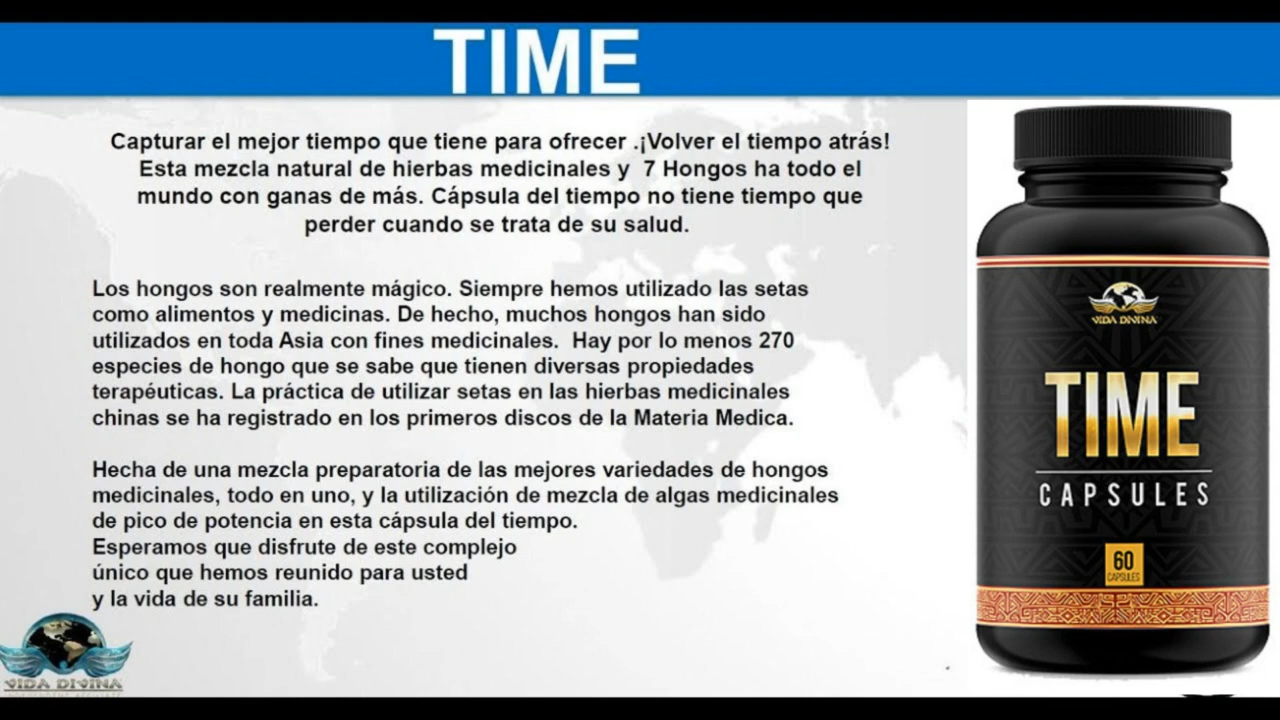 TIME
Capturar el mejor tiempo que tiene para ofrecer .¡Volver el tiempo atrás!
Esta mezcla natural de hierbas medicinales y 7 Hongos ha todo el
mundo con ganas de más. Cápsula del tiempo no tiene tiempo que
perder cuando se trata de su salud.
Los hongos son realmente mágico. Siempre hemos utilizado las setas
como alimentos y medicinas. De hecho, muchos hongos han sido
utilizados en toda Asia con fines medicinales. Hay por lo menos 270
especies de hongo que se sabe que tienen diversas propiedades
terapéuticas. La práctica de utilizar setas en las hierbas medicinales
chinas se ha registrado en los primeros discos de la Materia Medica.
Hecha de una mezcla preparatoria de las mejores variedades de hongos
medicinales, todo en uno, y la utilización de mezcla de algas medicinales
de pico de potencia en esta cápsula del tiempo.
Esperamos que disfrute de este complejo
único que hemos reunido para usted
y la vida de su familia.
VIDA DIVINA
VIDA DIVINA
TIME
CAPSULES
60
CAPSULES